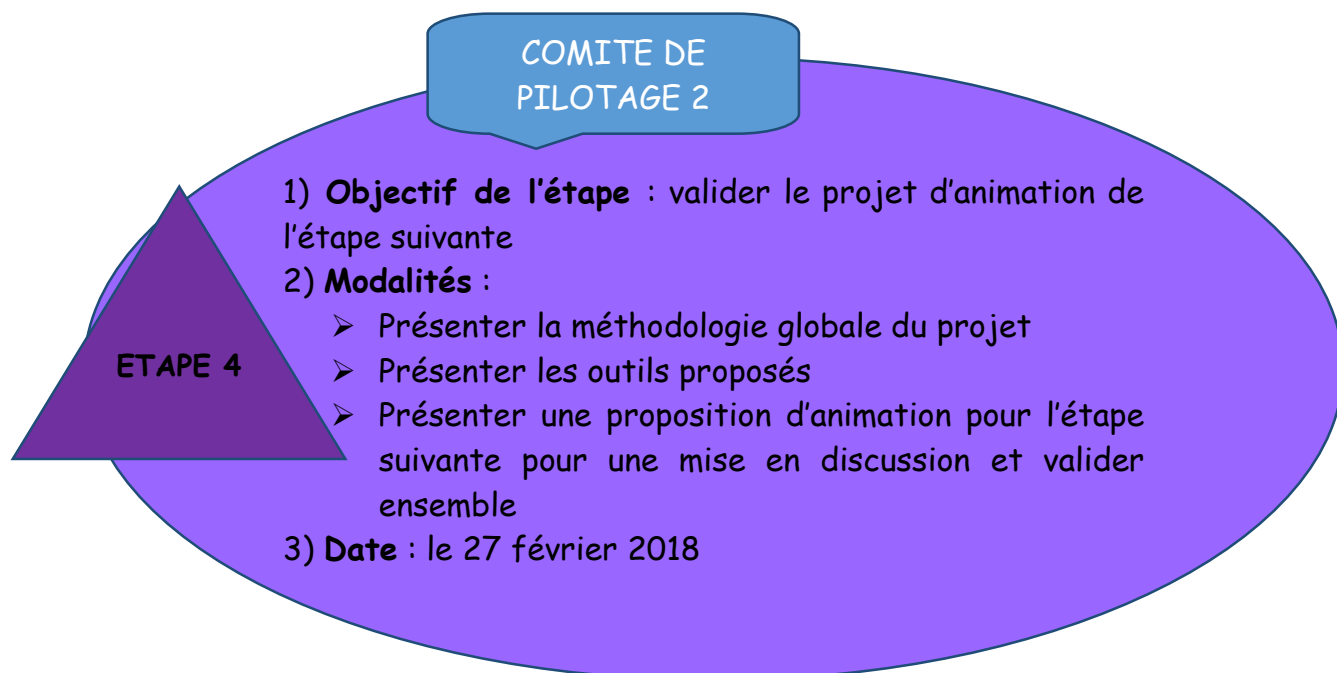 COMITE DE
PILOTAGE 2
1) Objectif de l'étape : valider le projet d'animation de
l'étape suivante
2) Modalités :
➢ Présenter la méthodologie globale du projet
ETAPE 4
➢ Présenter les outils proposés
➢ Présenter une proposition d'animation pour l'étape
suivante pour une mise en discussion et valider
ensemble
3) Date : le 27 février 2018